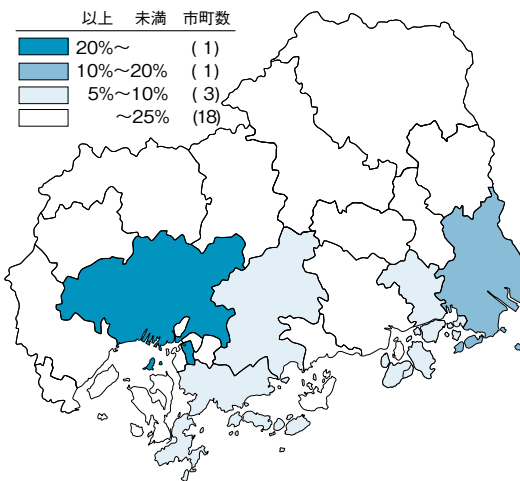 以上 未満 市町数
20%〜 ( 1)
10%〜20% ( 1)
5%〜10% ( 3)
〜25% (18)